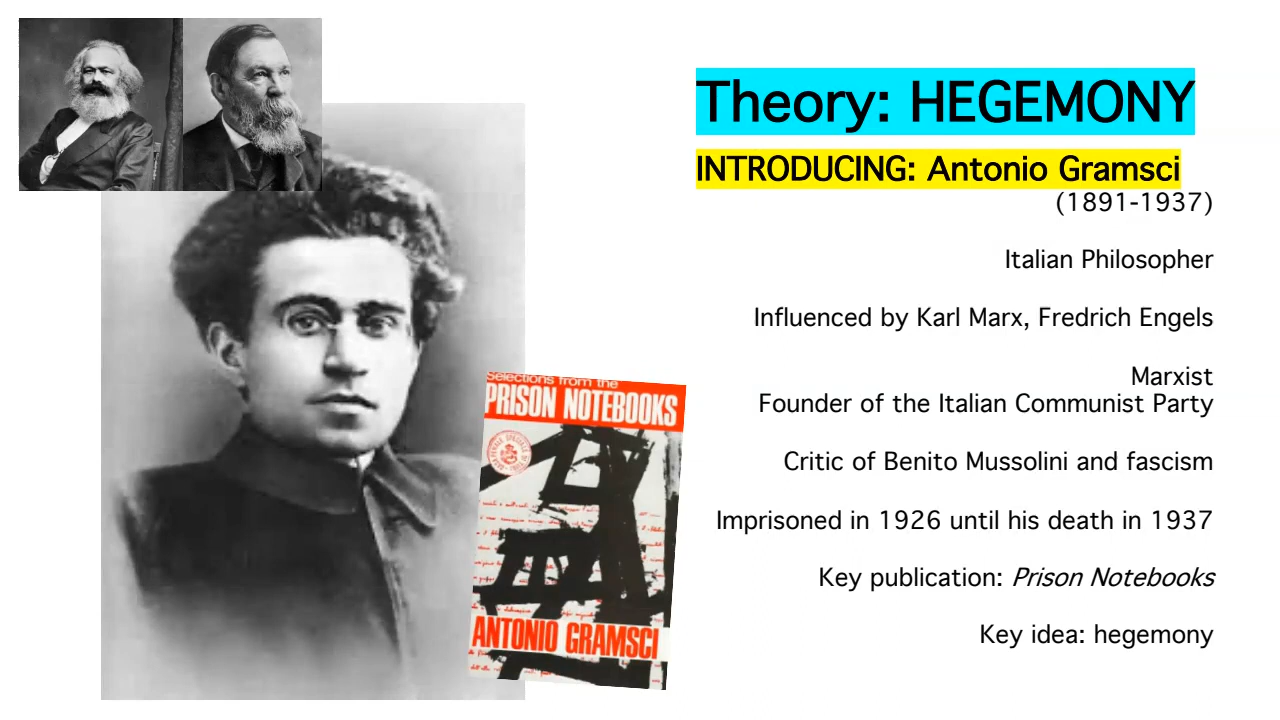 Theory: HEGEMONY
INTRODUCING: Antonio Gramsci
(1891-1937)
Italian Philosopher
Influenced by Karl Marx, Fredrich Engels
Marxist
Founder of the Italian Communist Party
Critic of Benito Mussolini and fascism
Imprisoned in 1926 until his death in 1937
Key publication: Prison Notebooks
Key idea: hegemony
Selections from the
PRISON NOTEBOOKS
ANTONIO GRAMSCI